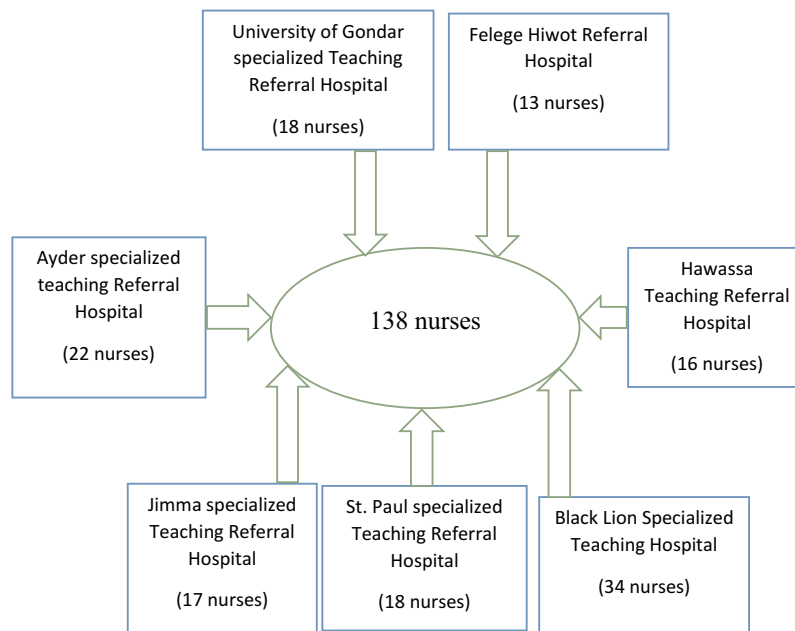 University of Gondar
specialized Teaching
Referral Hospital
(18 nurses)
Felege Hiwot Referral
Hospital
(13 nurses)
Ayder specialized
teaching Referral
Hospital
(22 nurses)
138 nurses
Hawassa
Teaching Referral
Hospital
(16 nurses)
Jimma specialized
Teaching Referral
Hospital
(17 nurses)
St. Paul specialized
Teaching Referral
Hospital
(18 nurses)
Black Lion Specialized
Teaching Hospital
(34 nurses)